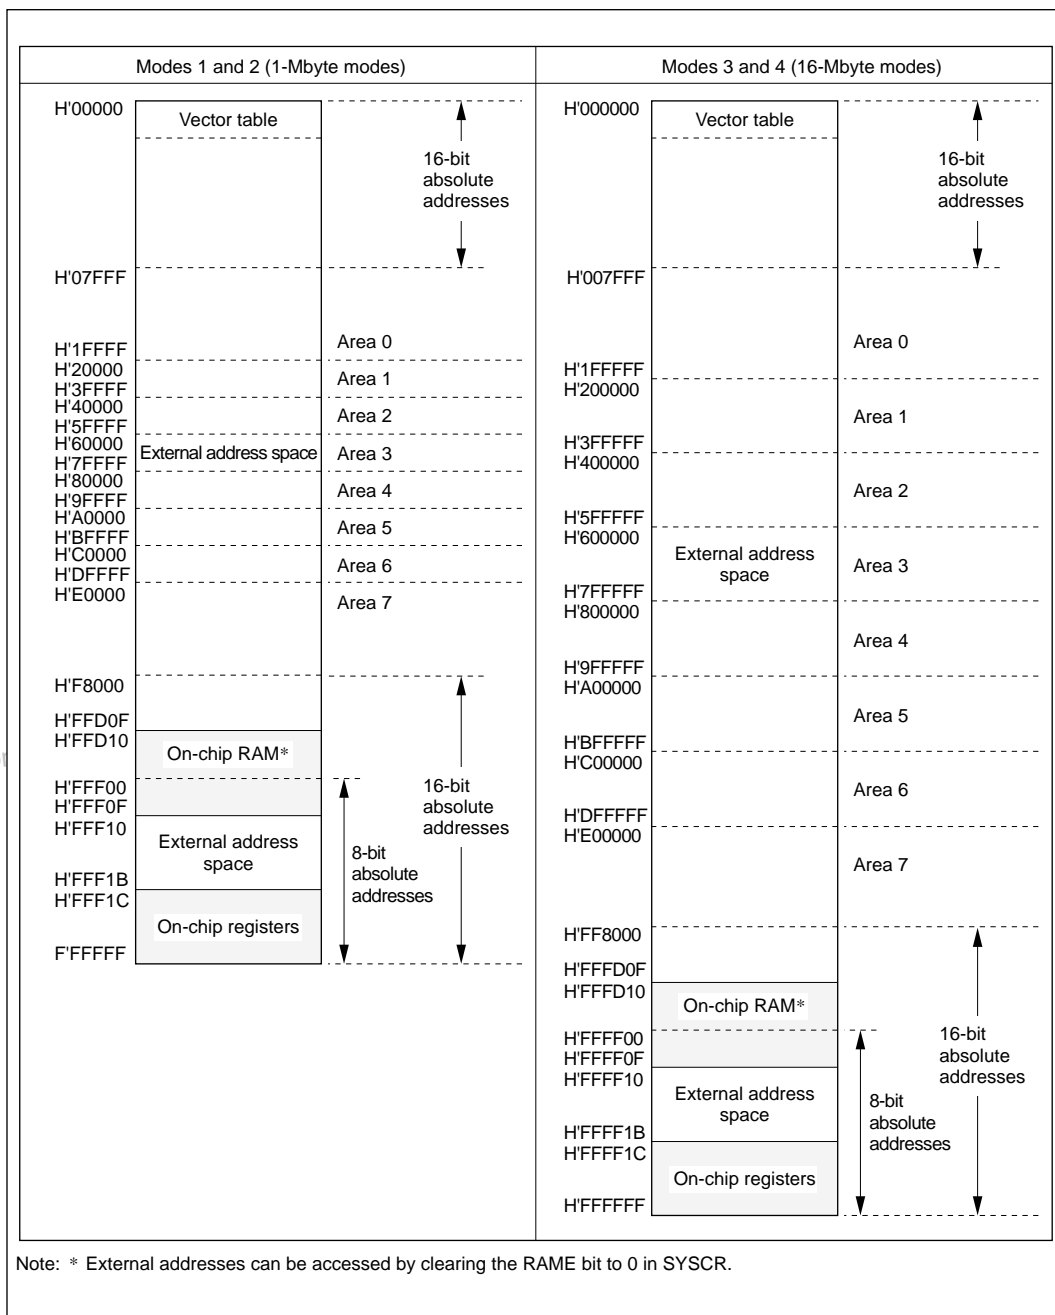 Modes 1 and 2 (1-Mbyte modes)
H'00000
Vector table
16-bit
absolute
addresses
H'07FFF
Area 0
H'1FFFF
H'20000
Area 1
H'3FFFF
H'40000
Area 2
H'5FFFF
H'60000
External address space
Area 3
H'7FFFF
H'80000
Area 4
H'9FFFF
H'A0000
Area 5
H'BFFFF
H'C0000
Area 6
H'DFFFF
H'E0000
Area 7
H'F8000
H'FFD0F
H'FFD10
On-chip RAM*
H'FFF00
H'FFF0F
H'FFF10
16-bit
absolute
addresses
External address
space
8-bit
absolute
addresses
H'FFF1B
H'FFF1C
On-chip registers
F'FFFFF
Modes 3 and 4 (16-Mbyte modes)
H'000000
Vector table
16-bit
absolute
addresses
H'007FFF
Area 0
H'1FFFFF
H'200000
Area 1
H'3FFFFF
H'400000
Area 2
H'5FFFFF
H'600000
External address
space
Area 3
H'7FFFFF
H'800000
Area 4
H'9FFFFF
H'A00000
Area 5
H'BFFFFF
H'C00000
Area 6
H'DFFFFF
H'E00000
Area 7
H'FF8000
H'FFFD0F
H'FFFD10
On-chip RAM*
H'FFFF00
H'FFFF0F
H'FFFF10
16-bit
absolute
addresses
External address
space
8-bit
absolute
addresses
H'FFFF1B
H'FFFF1C
On-chip registers
H'FFFFFF
Note: * External addresses can be accessed by clearing the RAME bit to 0 in SYSCR.